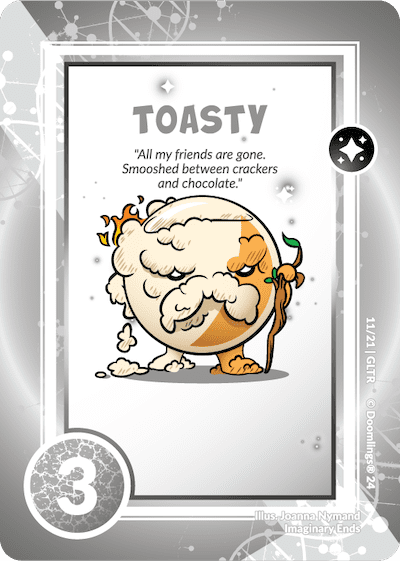 TOASTY
"All my friends are gone.
Smooshed between crackers
and chocolate."
11/21 | GLTR © Doomlings® 24
3
Illus. Joanna Nymand
Imaginary Ends